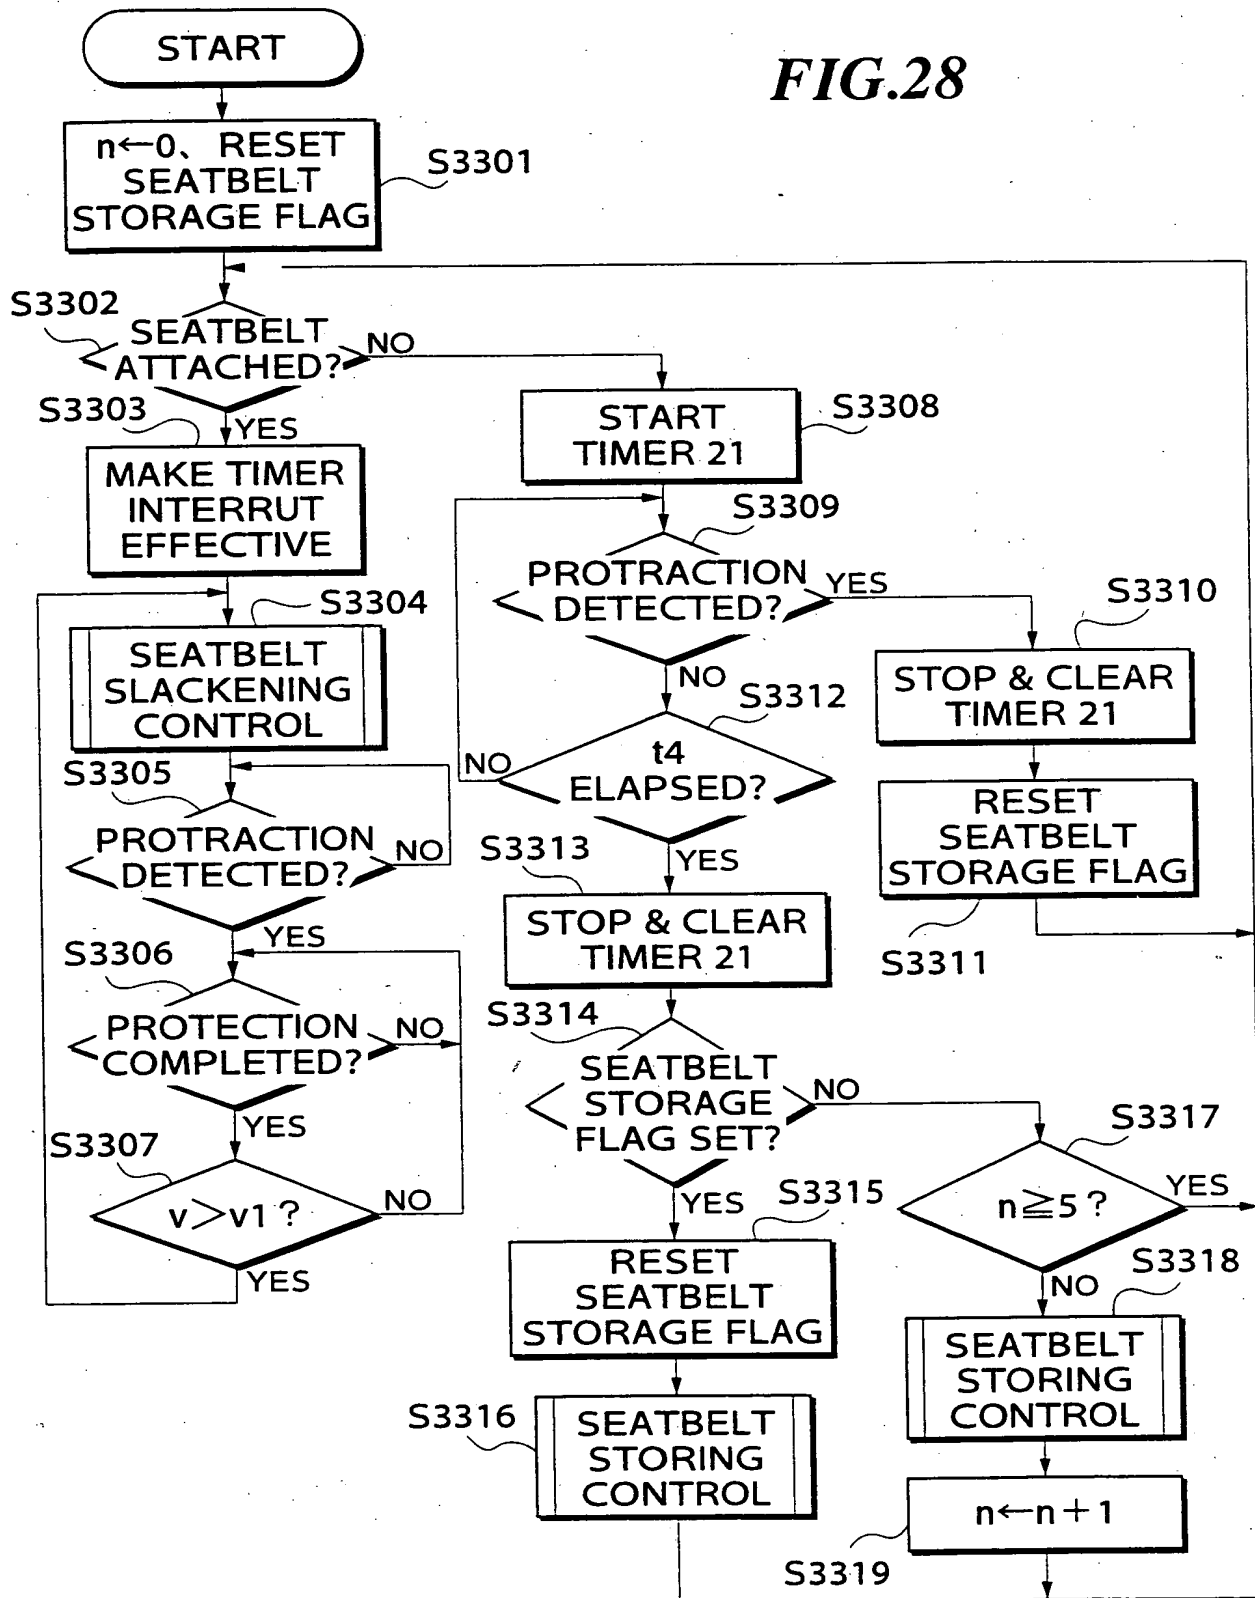 START
FIG.28
n←0、RESET
SEATBELT
STORAGE FLAG
S3301
S3302
SEATBELT
ATTACHED?
NO
YES
S3303
MAKE TIMER
INTERRUT
EFFECTIVE
S3304
SEATBELT
SLACKENING
CONTROL
S3305
PROTRACTION
DETECTED?
NO
YES
S3306
PROTECTION
COMPLETED?
NO
YES
S3307
v>v1?
NO
YES
START
TIMER 21
S3308
S3309
PROTRACTION
DETECTED?
YES
NO
S3310
STOP & CLEAR
TIMER 21
RESET
SEATBELT
STORAGE FLAG
S3311
S3312
t4
ELAPSED?
NO
YES
S3313
STOP & CLEAR
TIMER 21
S3314
SEATBELT
STORAGE
FLAG SET?
NO
YES
S3315
RESET
SEATBELT
STORAGE FLAG
S3316
SEATBELT
STORING
CONTROL
S3317
n≧5?
YES
NO
S3318
SEATBELT
STORING
CONTROL
n←n+1
S3319